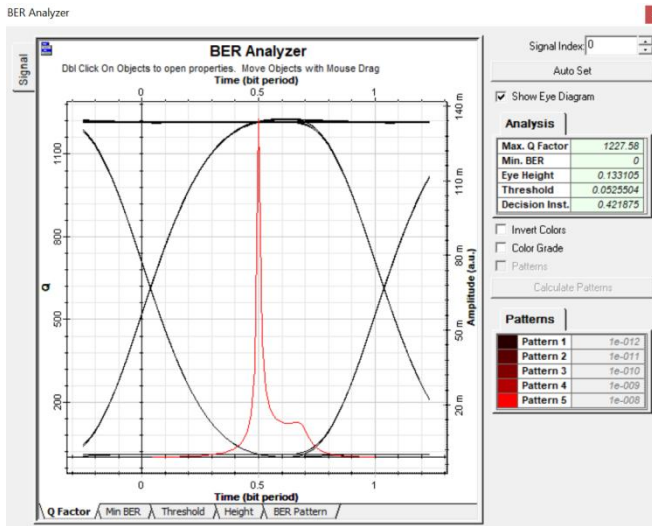 BER Analyzer
Signal
BER Analyzer
Dbl Click On Objects to open properties. Move Objects with Mouse Drag
Time (bit period)
0 0.5 1
Q
1100
800
500
200
140 m
110 m
80 m
50 m
20 m
Amplitude (a.u.)
0 0.5 1
Time (bit period)
Q Factor Min BER Threshold Height BER Pattern
Signal Index: 0
Auto Set
Show Eye Diagram
Analysis
Max. Q Factor 1227.58
Min. BER 0
Eye Height 0.133105
Threshold 0.0525504
Decision Inst. 0.421875
Invert Colors
Color Grade
Patterns
Calculate Patterns
Patterns
Pattern 1 1e-012
Pattern 2 1e-011
Pattern 3 1e-010
Pattern 4 1e-009
Pattern 5 1e-008